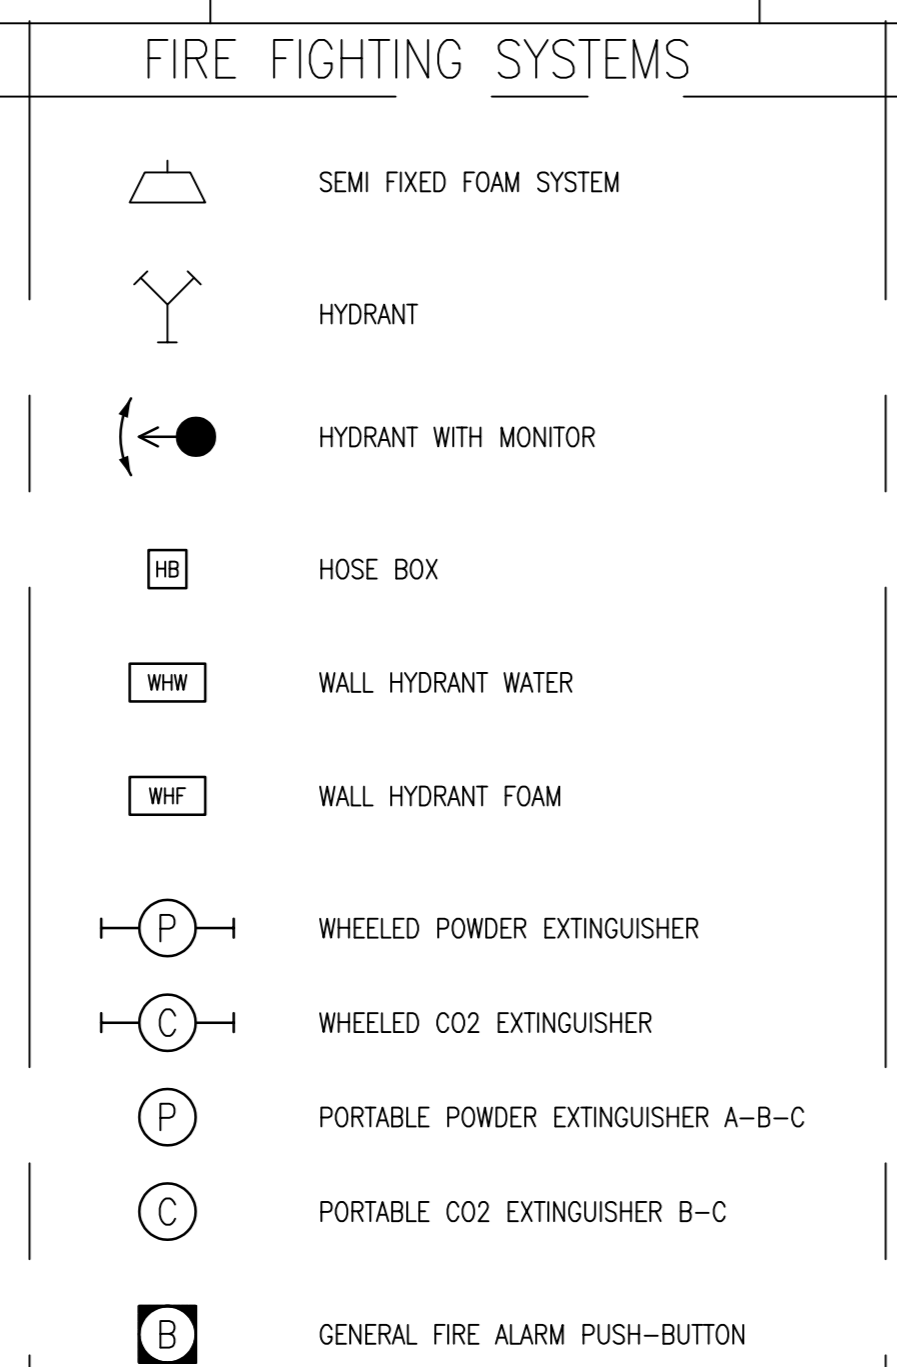 FIRE FIGHTING SYSTEMS
SEMI FIXED FOAM SYSTEM
HYDRANT
HYDRANT WITH MONITOR
HB HOSE BOX
WHW WALL HYDRANT WATER
WHF WALL HYDRANT FOAM
P WHEELED POWDER EXTINGUISHER
C WHEELED CO2 EXTINGUISHER
P PORTABLE POWDER EXTINGUISHER A-B-C
C PORTABLE CO2 EXTINGUISHER B-C
B GENERAL FIRE ALARM PUSH-BUTTON